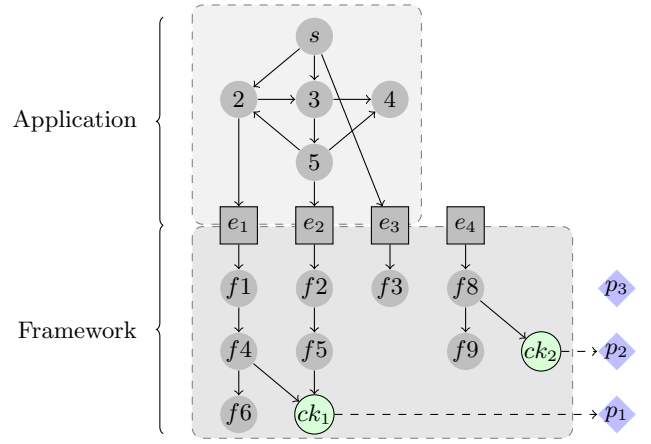 s
2 3 4
Application
5
e₁ e₂ e₃ e₄
f1 f2 f3 f8 p₃
Framework
f4 f5 f9 ck₂ p₂
f6 ck₁ p₁